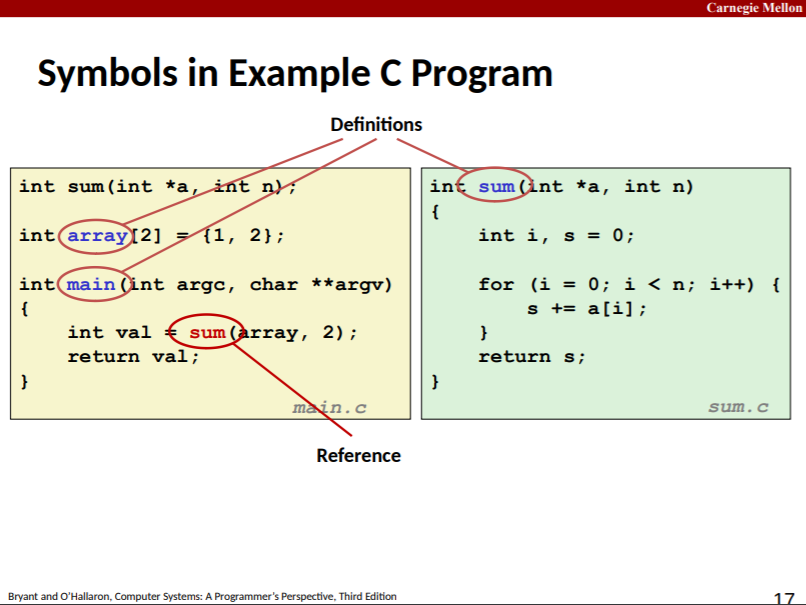 Carnegie Mellon
Symbols in Example C Program
Definitions
int sum(int *a, int n);
int array[2] = {1, 2};
int main(int argc, char **argv)
{
    int val = sum(array, 2);
    return val;
}
main.c
int sum(int *a, int n)
{
    int i, s = 0;
    for (i = 0; i < n; i++) {
        s += a[i];
    }
    return s;
}
sum.c
Reference
Bryant and O'Hallaron, Computer Systems: A Programmer's Perspective, Third Edition
17